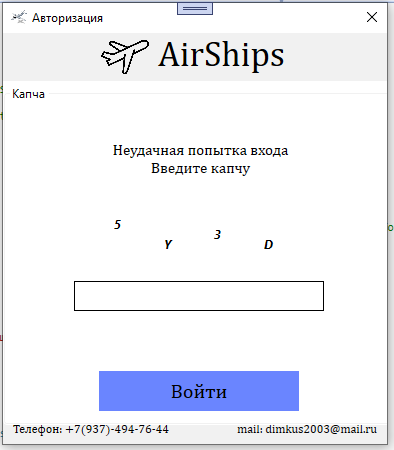 Авторизация
AirShips
Капча
Неудачная попытка входа
Введите капчу
5 Y 3 D
Войти
Телефон: +7(937)-494-76-44 mail: dimkus2003@mail.ru